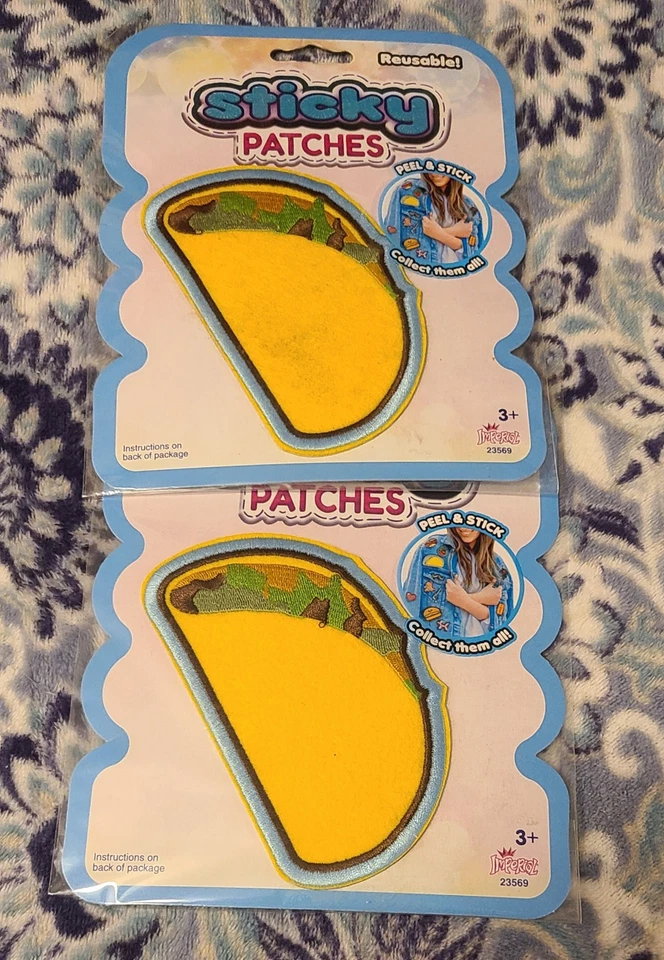 Reusable!
sticky
PATCHES
PEEL & STICK
Collect them all!
3+
Instructions on
back of package
IMPERIAL
23569
PATCHES
PEEL & STICK
Collect them all!
3+
Instructions on
back of package
IMPERIAL
23569